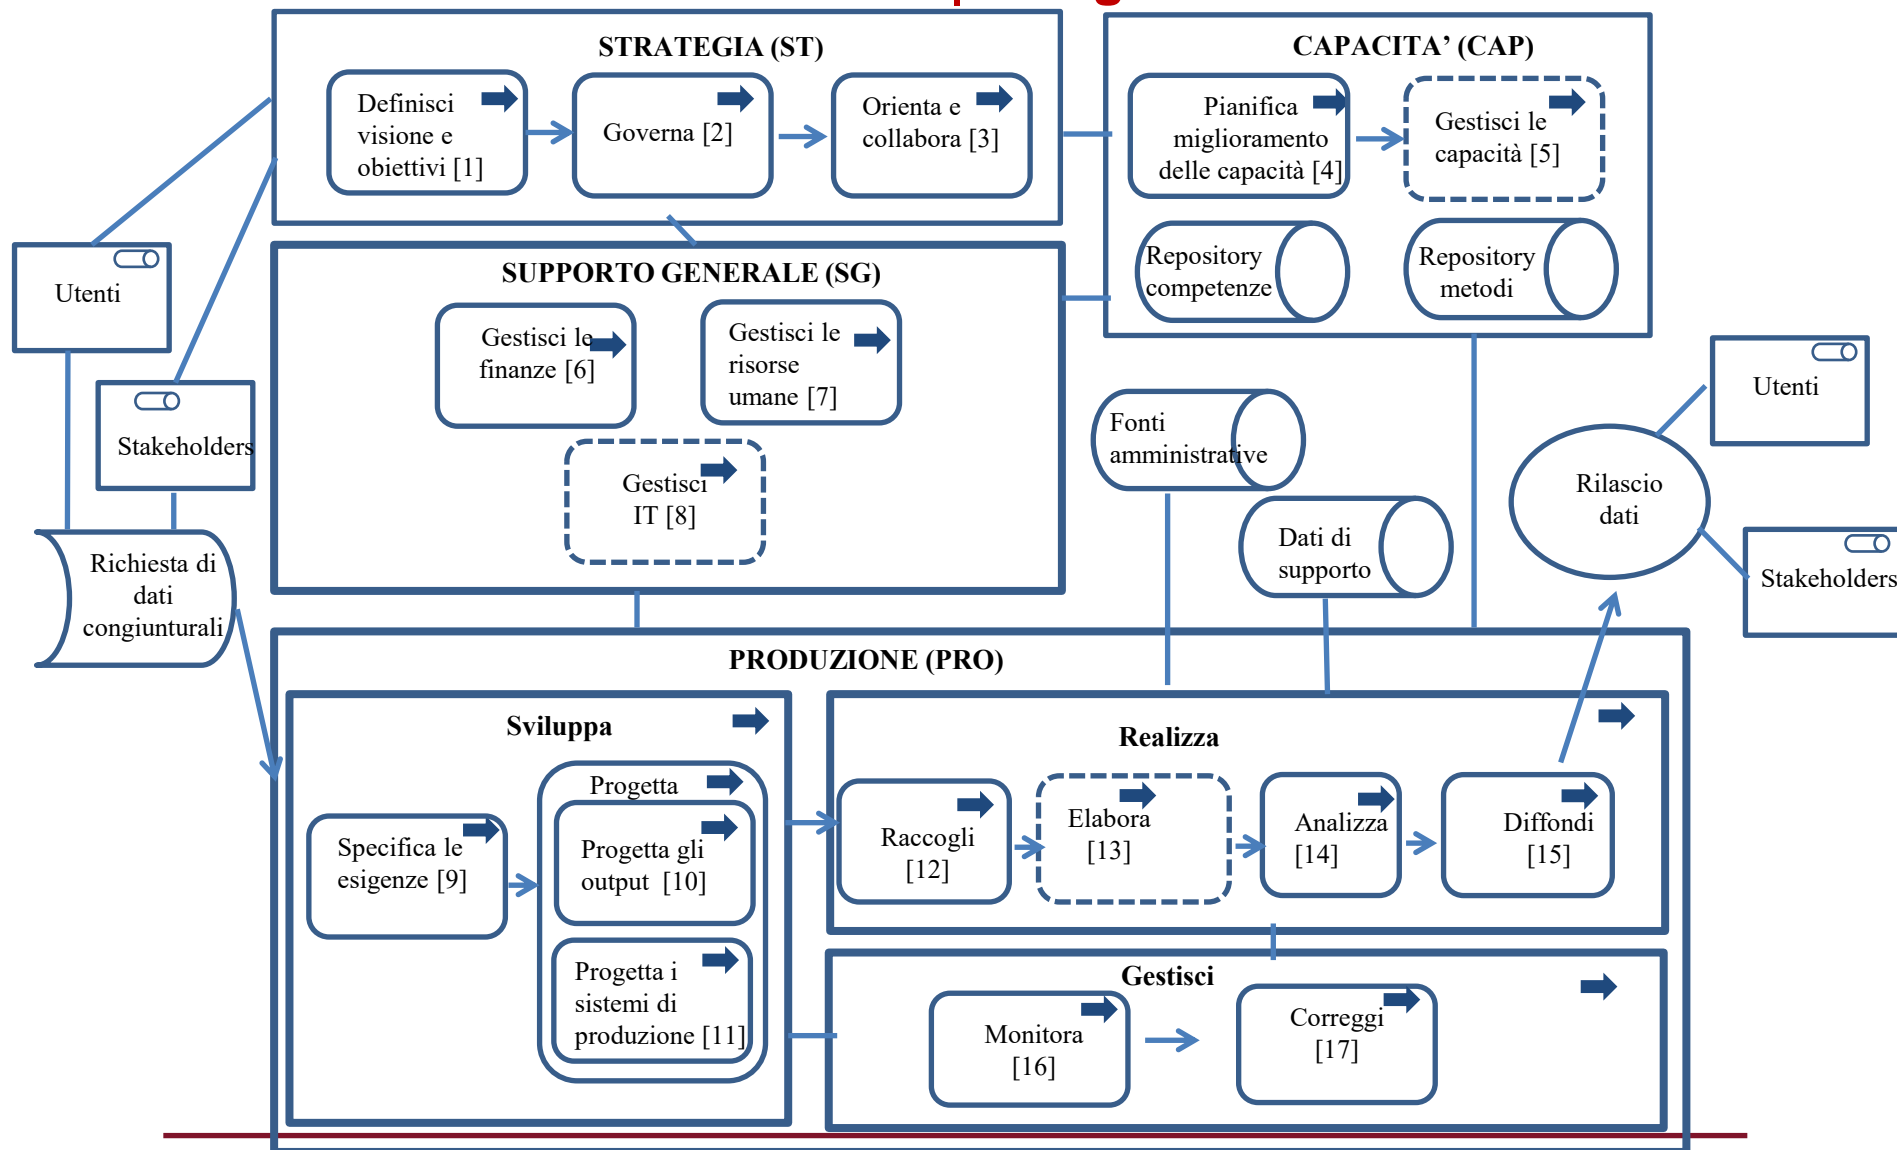 STRATEGIA (ST)
Definisci
visione e
obiettivi [1]
Governa [2]
Orienta e
collabora [3]
CAPACITA’ (CAP)
Pianifica
miglioramento
delle capacità [4]
Gestisci le
capacità [5]
Repository
competenze
Repository
metodi
Utenti
Stakeholders
Richiesta di
dati
congiunturali
SUPPORTO GENERALE (SG)
Gestisci le
finanze [6]
Gestisci le
risorse
umane [7]
Gestisci
IT [8]
Fonti
amministrative
Dati di
supporto
Rilascio
dati
Utenti
Stakeholders
PRODUZIONE (PRO)
Sviluppa
Specifica le
esigenze [9]
Progetta
Progetta gli
output [10]
Progetta i
sistemi di
produzione [11]
Realizza
Raccogli
[12]
Elabora
[13]
Analizza
[14]
Diffondi
[15]
Gestisci
Monitora
[16]
Correggi
[17]